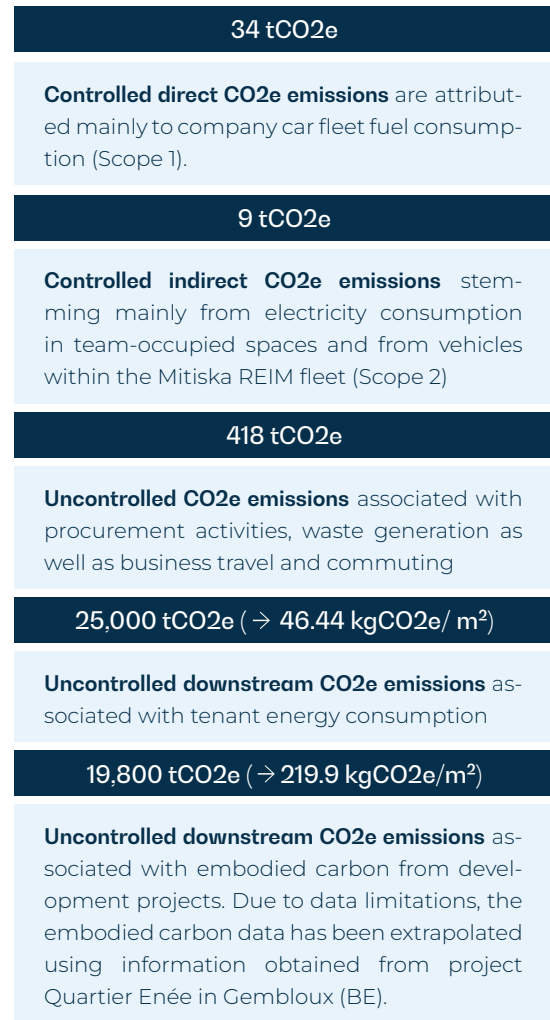 34 tCO2e
Controlled direct CO2e emissions are attribut-
ed mainly to company car fleet fuel consump-
tion (Scope 1).
9 tCO2e
Controlled indirect CO2e emissions stem-
ming mainly from electricity consumption
in team-occupied spaces and from vehicles
within the Mitiska REIM fleet (Scope 2)
418 tCO2e
Uncontrolled CO2e emissions associated with
procurement activities, waste generation as
well as business travel and commuting
25,000 tCO2e (→ 46.44 kgCO2e/ m²)
Uncontrolled downstream CO2e emissions as-
sociated with tenant energy consumption
19,800 tCO2e (→219.9 kgCO2e/m²)
Uncontrolled downstream CO2e emissions as-
sociated with embodied carbon from devel-
opment projects. Due to data limitations, the
embodied carbon data has been extrapolated
using information obtained from project
Quartier Enée in Gembloux (BE).